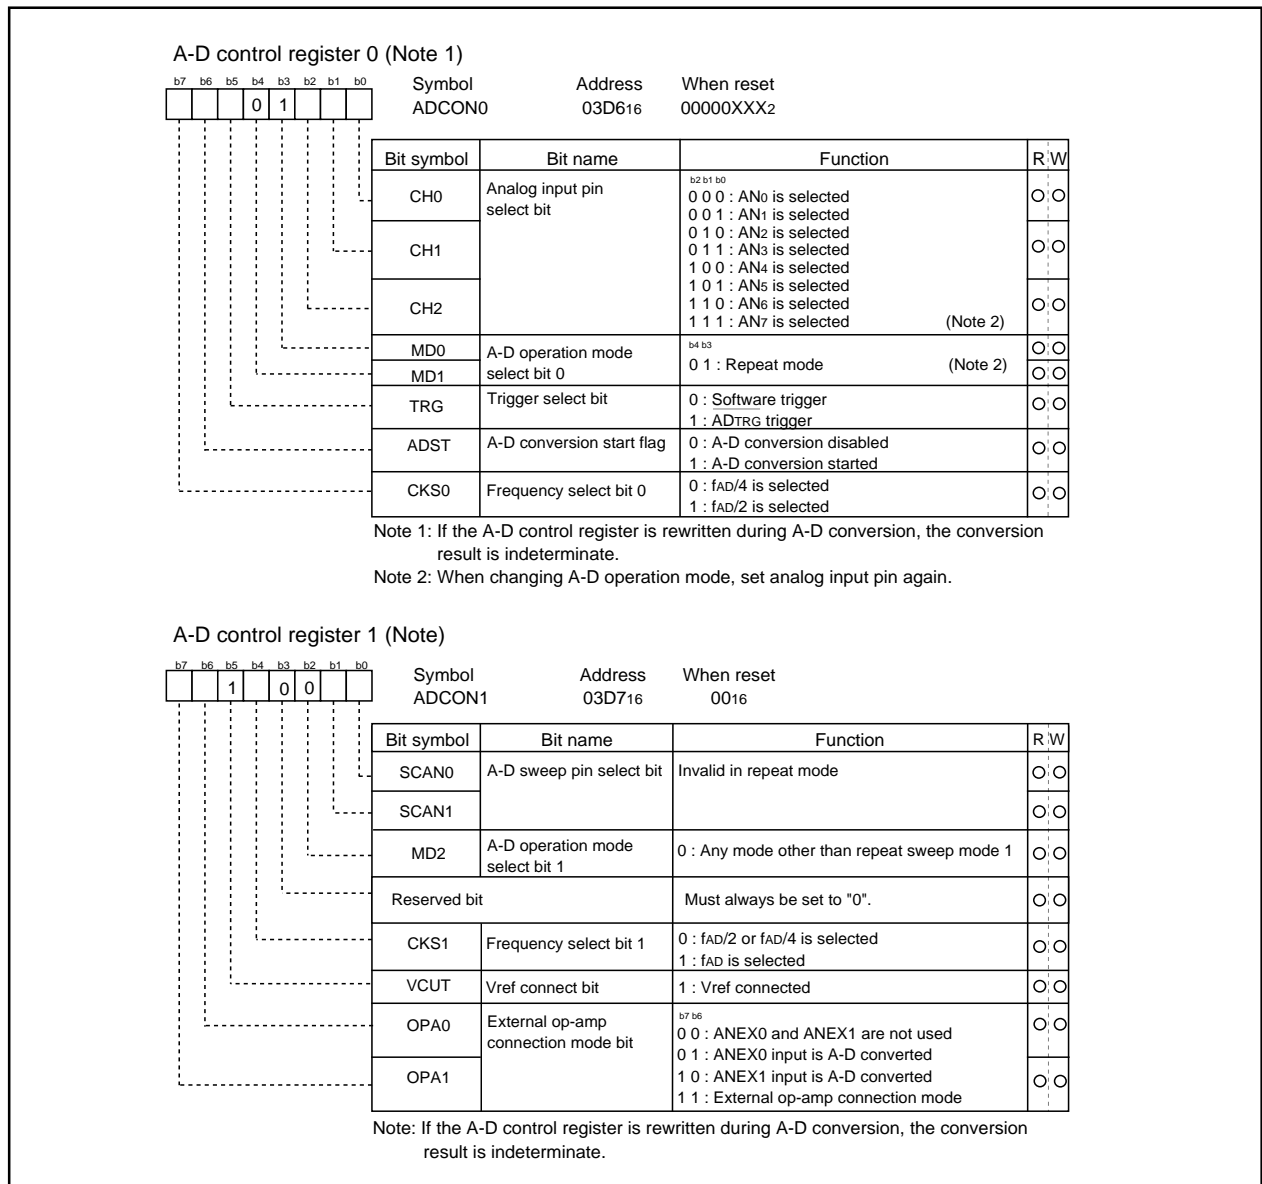 A-D control register 0 (Note 1)
b7 b6 b5 b4 b3 b2 b1 b0
0 1
Symbol Address When reset
ADCON0 03D616 00000XXX2
Bit symbol Bit name Function R W
CH0 Analog input pin select bit
b2 b1 b0
0 0 0 : AN0 is selected
0 0 1 : AN1 is selected
0 1 0 : AN2 is selected
CH1 0 1 1 : AN3 is selected
1 0 0 : AN4 is selected
1 0 1 : AN5 is selected
CH2 1 1 0 : AN6 is selected
1 1 1 : AN7 is selected (Note 2)
MD0 A-D operation mode
b4 b3
MD1 select bit 0 0 1 : Repeat mode (Note 2)
TRG Trigger select bit 0 : Software trigger
1 : ADTRG trigger
ADST A-D conversion start flag 0 : A-D conversion disabled
1 : A-D conversion started
CKS0 Frequency select bit 0 0 : fAD/4 is selected
1 : fAD/2 is selected
Note 1: If the A-D control register is rewritten during A-D conversion, the conversion
result is indeterminate.
Note 2: When changing A-D operation mode, set analog input pin again.
A-D control register 1 (Note)
b7 b6 b5 b4 b3 b2 b1 b0
1 0 0
Symbol Address When reset
ADCON1 03D716 0016
Bit symbol Bit name Function R W
SCAN0 A-D sweep pin select bit Invalid in repeat mode
SCAN1
MD2 A-D operation mode
select bit 1 0 : Any mode other than repeat sweep mode 1
Reserved bit Must always be set to "0".
CKS1 Frequency select bit 1 0 : fAD/2 or fAD/4 is selected
1 : fAD is selected
VCUT Vref connect bit 1 : Vref connected
OPA0 External op-amp
connection mode bit
b7 b6
0 0 : ANEX0 and ANEX1 are not used
0 1 : ANEX0 input is A-D converted
OPA1 1 0 : ANEX1 input is A-D converted
1 1 : External op-amp connection mode
Note: If the A-D control register is rewritten during A-D conversion, the conversion
result is indeterminate.